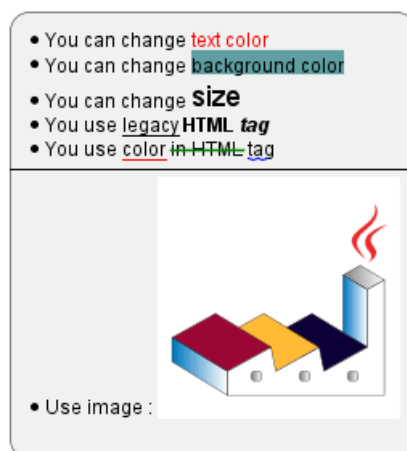 • You can change text color
• You can change background color
• You can change size
• You use legacy HTML tag
• You use color in HTML tag
• Use image :